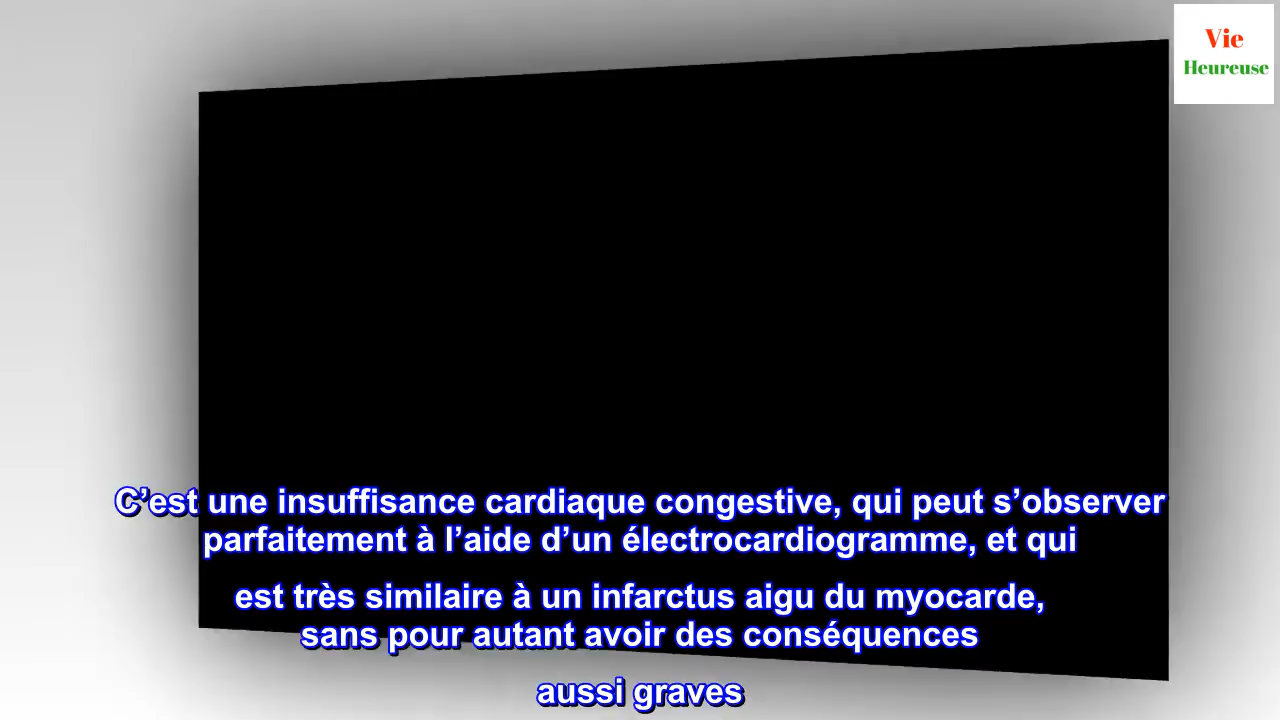 Vie
Heureuse
C’est une insuffisance cardiaque congestive, qui peut s’observer
parfaitement à l’aide d’un électrocardiogramme, et qui
est très similaire à un infarctus aigu du myocarde,
sans pour autant avoir des conséquences
aussi graves